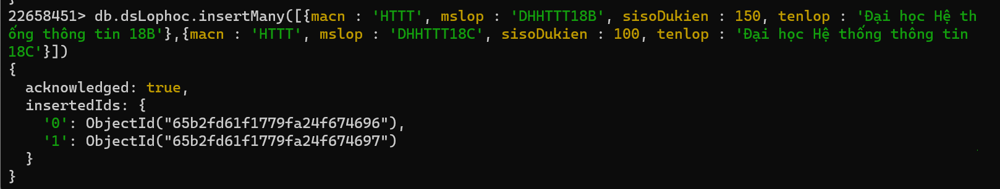 }
22658451> db.dsLophoc.insertMany([{macn : 'HTTT', mslop : 'DHHTTT18B', sisoDukien : 150, tenlop : 'Đại học Hệ th
ống thông tin 18B'},{macn : 'HTTT', mslop : 'DHHTTT18C', sisoDukien : 100, tenlop : 'Đại học Hệ thống thông tin
18C'}])
{
  acknowledged: true,
  insertedIds: {
    '0': ObjectId("65b2fd61f1779fa24f674696"),
    '1': ObjectId("65b2fd61f1779fa24f674697")
  }
}